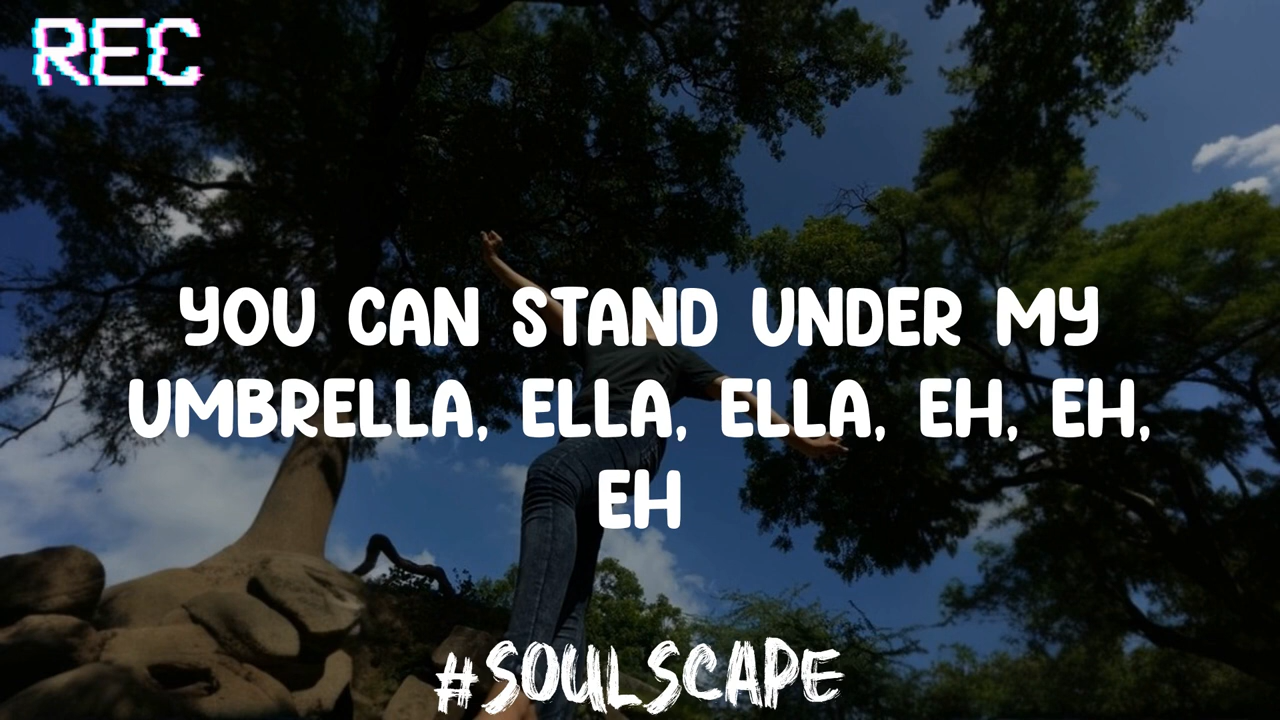 REC
YOU CAN STAND UNDER MY
UMBRELLA, ELLA, ELLA, EH, EH,
EH
#SOULSCAPE